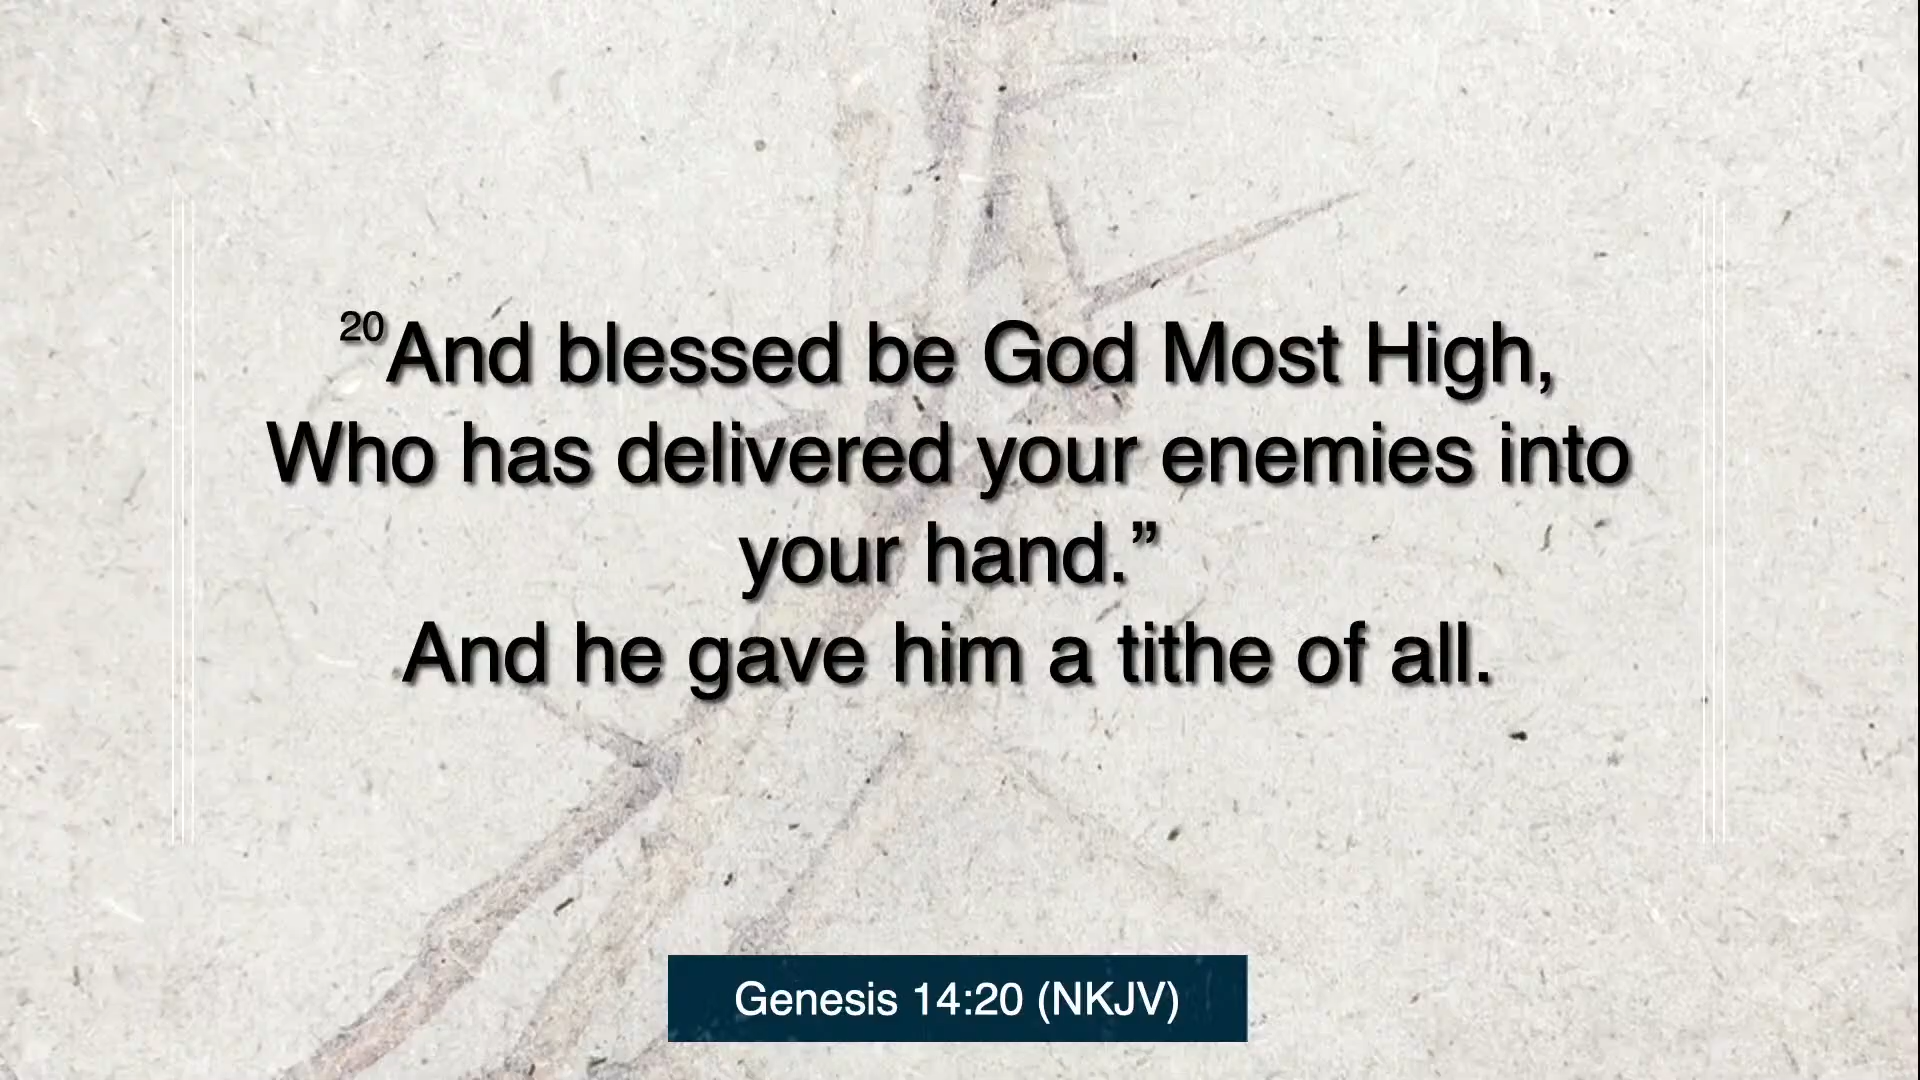 20And blessed be God Most High,
Who has delivered your enemies into
your hand.”
And he gave him a tithe of all.
Genesis 14:20 (NKJV)